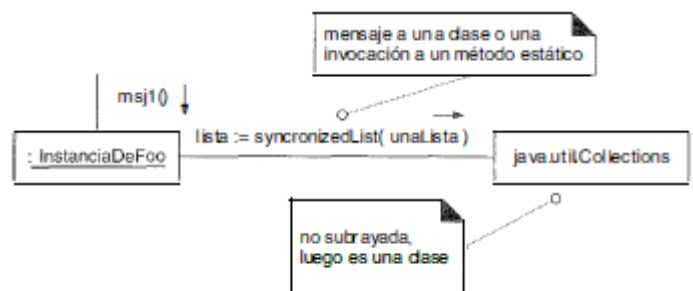 mensaje a una clase o una
invocación a un método estático
msj1()
lista := syncronizedList( unaLista )
: InstanciaDeFoo
java.util.Collections
no subrayada,
luego es una clase